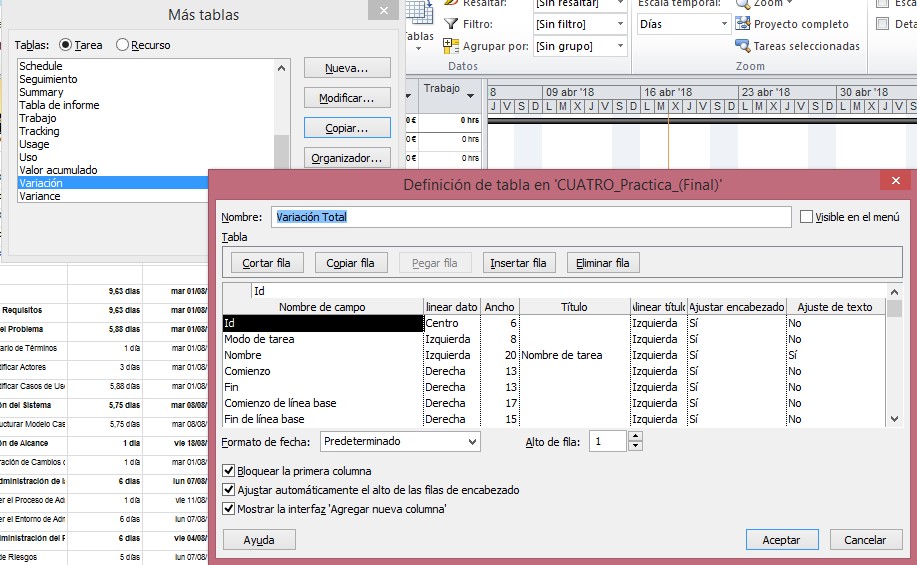 Más tablas
Tablas: Tarea Recurso
Schedule
Seguimiento
Summary
Tabla de informe
Trabajo
Tracking
Usage
Uso
Valor acumulado
Variación
Variance
Nueva...
Modificar...
Copiar...
Organizador...
Resaltar: [Sin resaltar]
Filtro: [Sin filtro]
Agrupar por: [Sin grupo]
Datos
Escala temporal:
Días
Zoom
Proyecto completo
Tareas seleccionadas
Zoom
Trabajo
8 09 abr '18 16 abr '18 23 abr '18 30 abr '18
J V S D L M X J V S D L M X J V S D L M X J V S D L M X J V S D
0 € 0 hrs
0 € 0 hrs
0 € 0 hrs
Definición de tabla en 'CUATRO_Practica_(Final)'
Nombre: Variación Total Visible en el menú
Tabla
Cortar fila Copiar fila Pegar fila Insertar fila Eliminar fila
Id
Nombre de campo linear dato Ancho Título linear título Ajustar encabezado Ajuste de texto
Id Centro 6 Izquierda Sí No
Modo de tarea Izquierda 8 Izquierda Sí No
Nombre Izquierda 20 Nombre de tarea Izquierda Sí Sí
Comienzo Derecha 13 Izquierda Sí No
Fin Derecha 13 Izquierda Sí No
Comienzo de línea base Derecha 17 Izquierda Sí No
Fin de línea base Derecha 15 Izquierda Sí No
Formato de fecha: Predeterminado Alto de fila: 1
Bloquear la primera columna
Ajustar automáticamente el alto de las filas de encabezado
Mostrar la interfaz 'Agregar nueva columna'
Ayuda Aceptar Cancelar
9,63 días mar 01/08/
Requisitos 9,63 días mar 01/08/
el Problema 5,88 días mar 01/08/
ario de Términos 1 día mar 01/08/
tificar Actores 3 días mar 01/08/
tificar Casos de Us 5,88 días mar 01/08/
ón del Sistema 5,75 días mar 08/08/
ucturar Modelo Cas 5,75 días mar 08/08/
ón de Alcance 1 día vie 18/08/
ración de Cambios 1 día mar 01/08/
dministración de 6 días lun 07/08/
er el Proceso de Adr 1 día vie 11/08/
er el Entorno de Adr 6 días lun 07/08/
dministración del 6 días vie 04/08/
de Riesgos 5 días lun 07/08/